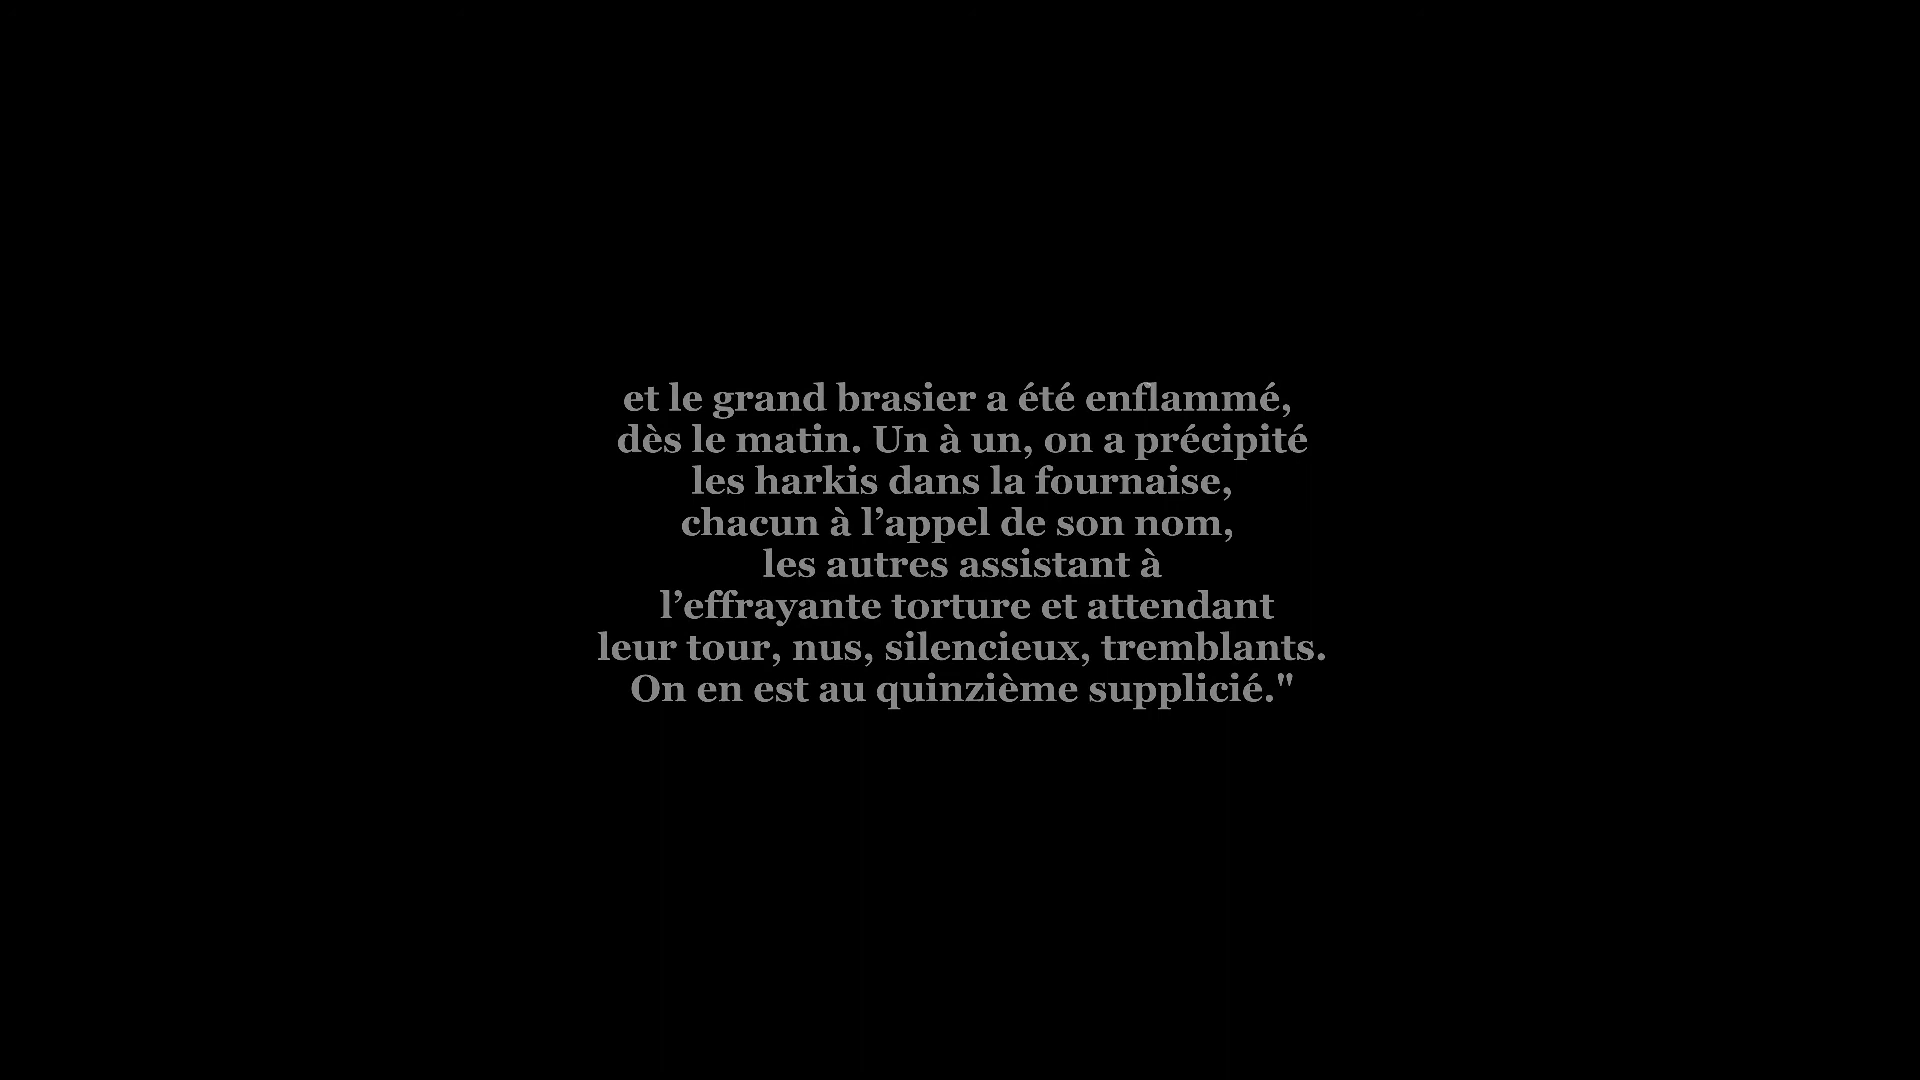 et le grand brasier a été enflammé,
dès le matin. Un à un, on a précipité
les harkis dans la fournaise,
chacun à l’appel de son nom,
les autres assistant à
l’effrayante torture et attendant
leur tour, nus, silencieux, tremblants.
On en est au quinzième supplicié."